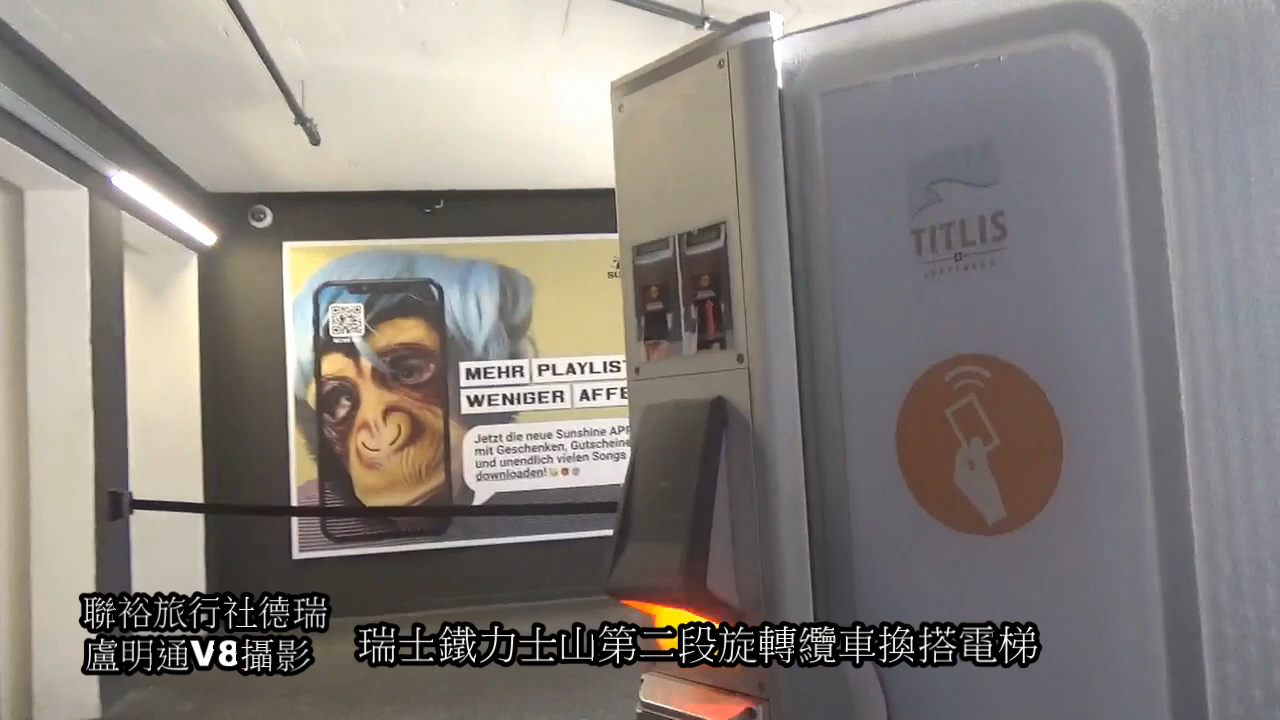 TITLIS
MEHR PLAYLIST
WENIGER AFFE
Jetzt die neue Sunshine APP
mit Geschenken, Gutscheine
und unendlich vielen Songs
downloaden!
聯裕旅行社德瑞
盧明通V8攝影
瑞士鐵力士山第二段旋轉纜車換搭電梯